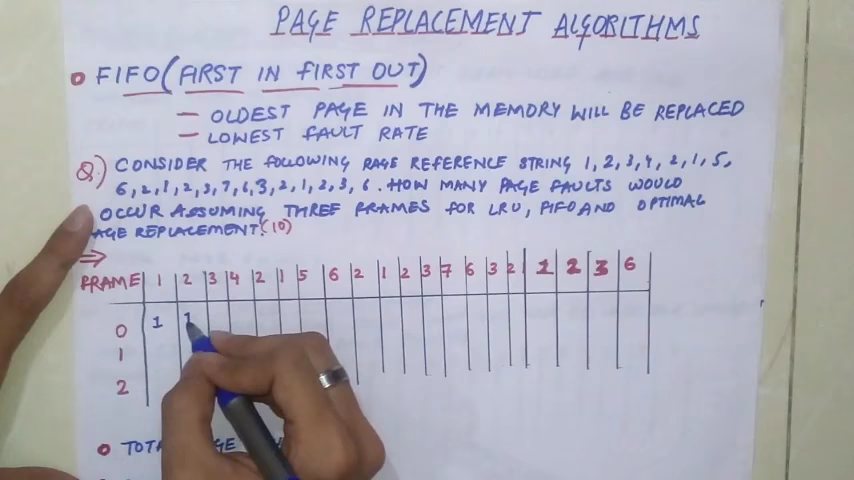 PAGE REPLACEMENT ALGORITHMS
FIFO (FIRST IN FIRST OUT)
= OLDEST PAGE IN THE MEMORY WILL BE REPLACED
= LOWEST FAULT RATE
Q.) CONSIDER THE FOLLOWING PAGE REFERENCE STRING 1, 2, 3, 4, 2, 1, 5,
6, 2, 1, 2, 3, 7, 6, 3, 2, 1, 2, 3, 6. HOW MANY PAGE FAULTS WOULD
OCCUR ASSUMING THREE FRAMES FOR LRU, FIFO AND OPTIMAL
AGE REPLACEMENT. (10)
⇒
FRAME 1 2 3 4 2 1 5 6 2 1 2 3 7 6 3 2 1 2 3 6
0 1 1
1
2